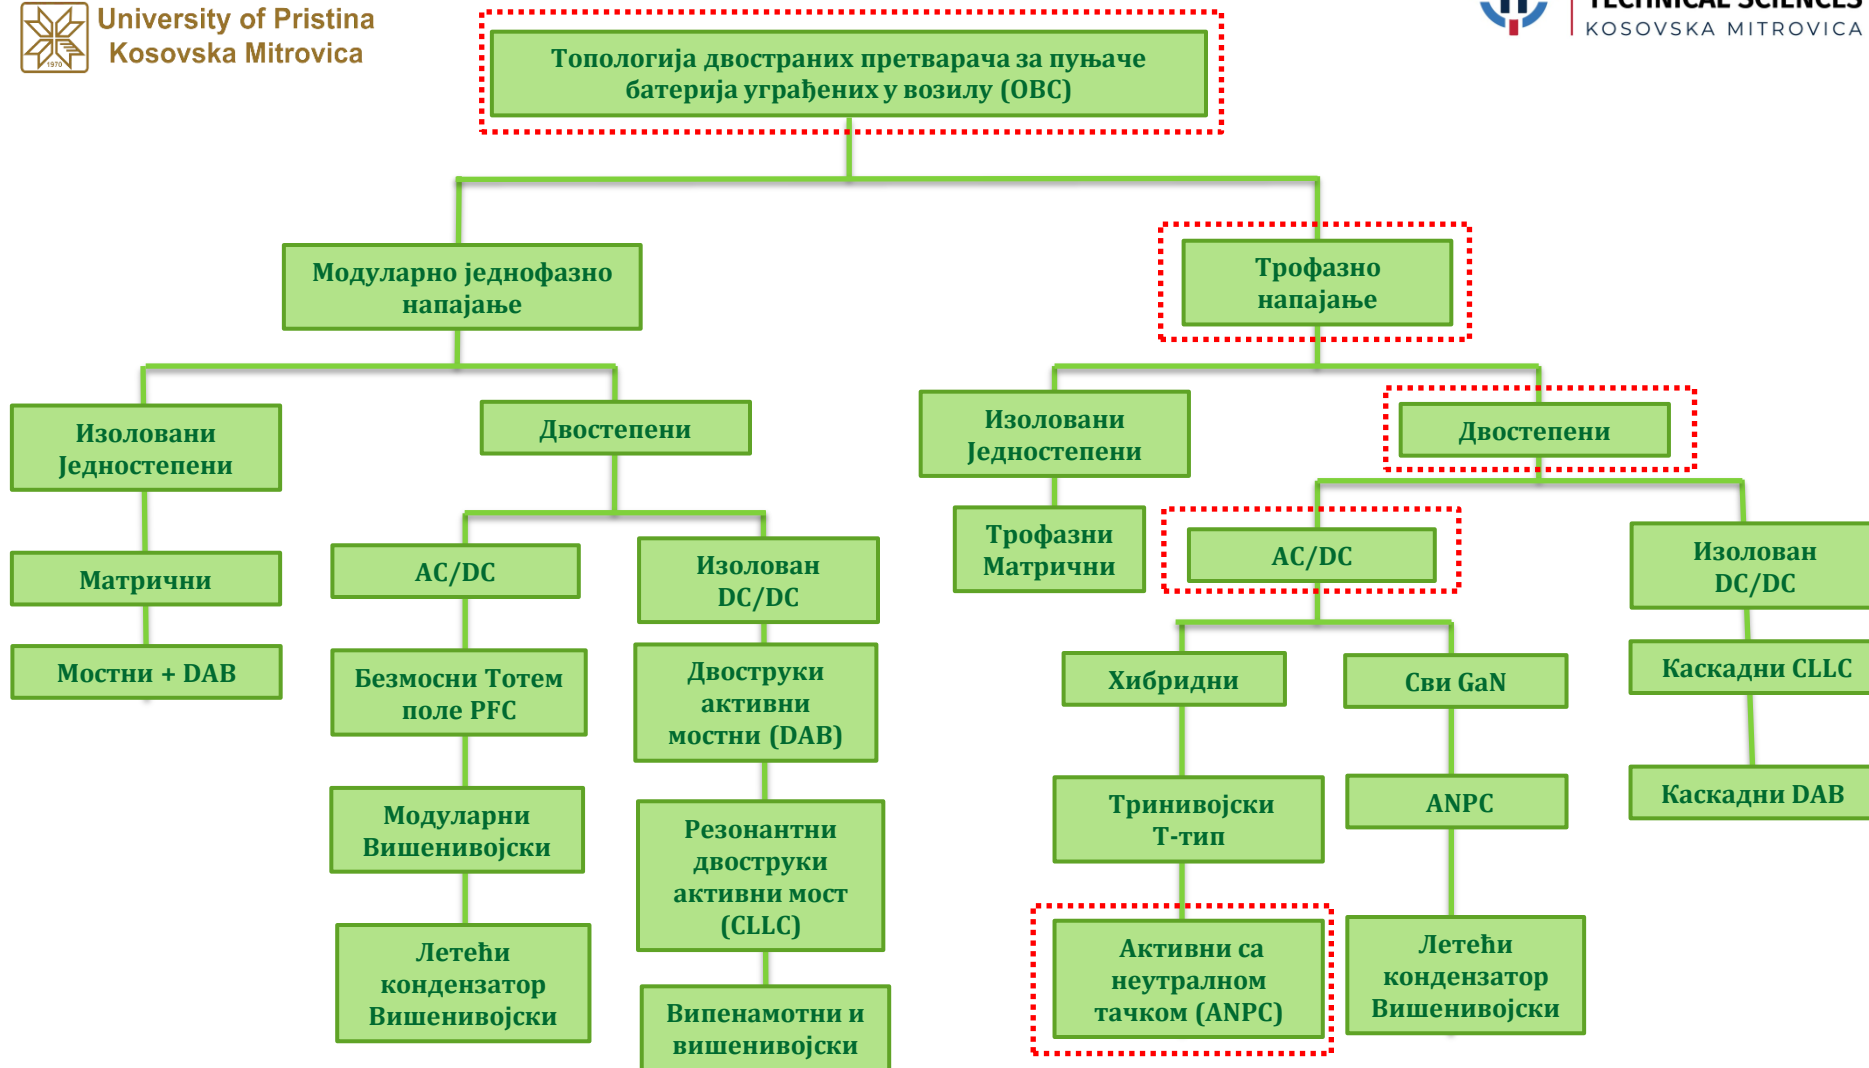 University of Pristina
Kosovska Mitrovica
1970
TECHNICAL SCIENCES
KOSOVSKA MITROVICA
Топологија двостраних претварача за пуњаче
батерија уграђених у возилу (OBC)
Модуларно једнофазно
напајање
Трофазно
напајање
Изоловани
Једностепени
Двостепени
Изоловани
Једностепени
Двостепени
Матрични
AC/DC
Изолован
DC/DC
Трофазни
Матрични
AC/DC
Изолован
DC/DC
Мостни + DAB
Безмосни Тотем
поле PFC
Двоструки
активни
мостни (DAB)
Хибридни
Сви GaN
Каскадни CLLC
Модуларни
Вишенивојски
Резонантни
двоструки
активни мост
(CLLC)
Тринивојски
Т-тип
ANPC
Каскадни DAB
Летећи
кондензатор
Вишенивојски
Випенамотни и
вишенивојски
Активни са
неутралном
тачком (ANPC)
Летећи
кондензатор
Вишенивојски